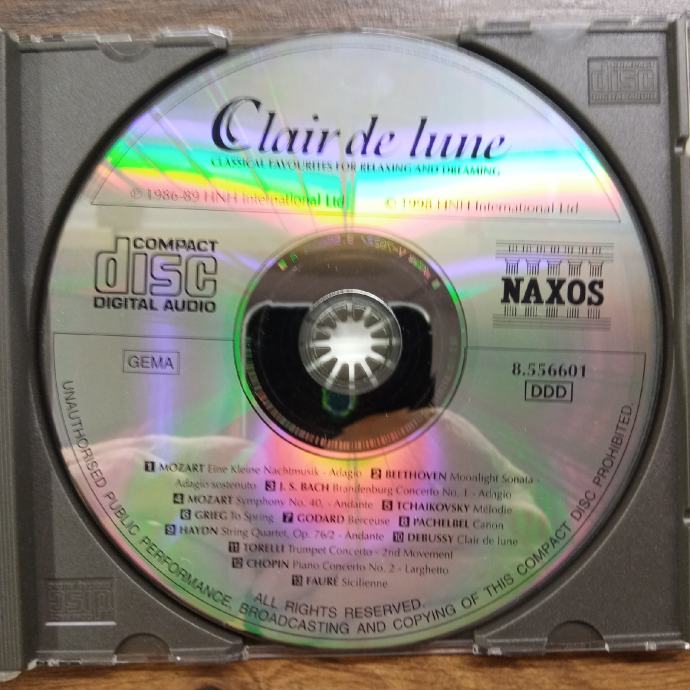 COMPACT
disc
DIGITAL AUDIO
Clair de lune
CLASSICAL FAVOURITES FOR RELAXING AND DREAMING
℗ 1986-89 HNH International Ltd
© 1998 HNH International Ltd
COMPACT
disc
DIGITAL AUDIO
NAXOS
GEMA
8.556601
DDD
1 MOZART Eine Kleine Nachtmusik - Adagio 2 BEETHOVEN Moonlight Sonata -
Adagio sostenuto 3 J. S. BACH Brandenburg Concerto No. 1 - Adagio
4 MOZART Symphony No. 40, - Andante 5 TCHAIKOVSKY Mélodie
6 GRIEG To Spring 7 GODARD Berceuse 8 PACHELBEL Canon
9 HAYDN String Quartet, Op. 76/2 - Andante 10 DEBUSSY Clair de lune
11 TORELLI Trumpet Concerto - 2nd Movement
12 CHOPIN Piano Concerto No. 2 - Larghetto
13 FAURÉ Sicilienne
ALL RIGHTS RESERVED.
UNAUTHORISED PUBLIC PERFORMANCE, BROADCASTING AND COPYING OF THIS COMPACT DISC PROHIBITED.
disc